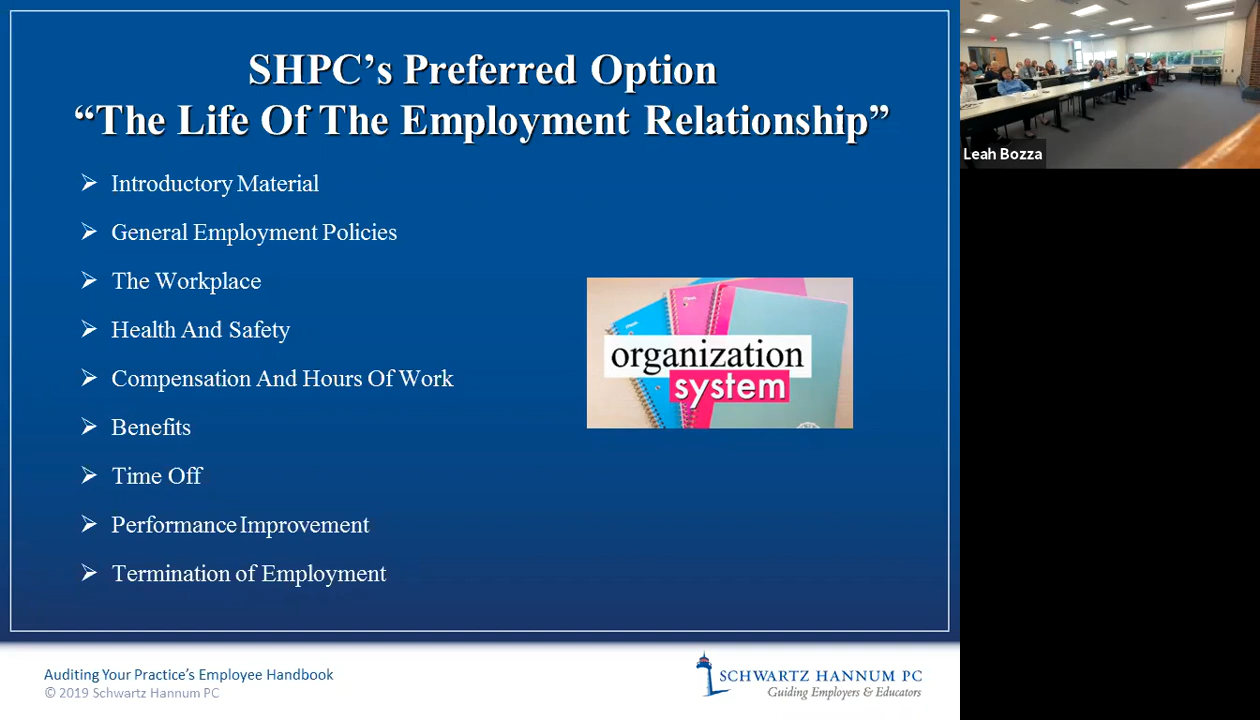 SHPC’s Preferred Option
“The Life Of The Employment Relationship”
➢ Introductory Material
➢ General Employment Policies
➢ The Workplace
➢ Health And Safety
➢ Compensation And Hours Of Work
➢ Benefits
➢ Time Off
➢ Performance Improvement
➢ Termination of Employment
organization
system
Auditing Your Practice’s Employee Handbook
© 2019 Schwartz Hannum PC
SCHWARTZ HANNUM PC
Guiding Employers & Educators
Leah Bozza